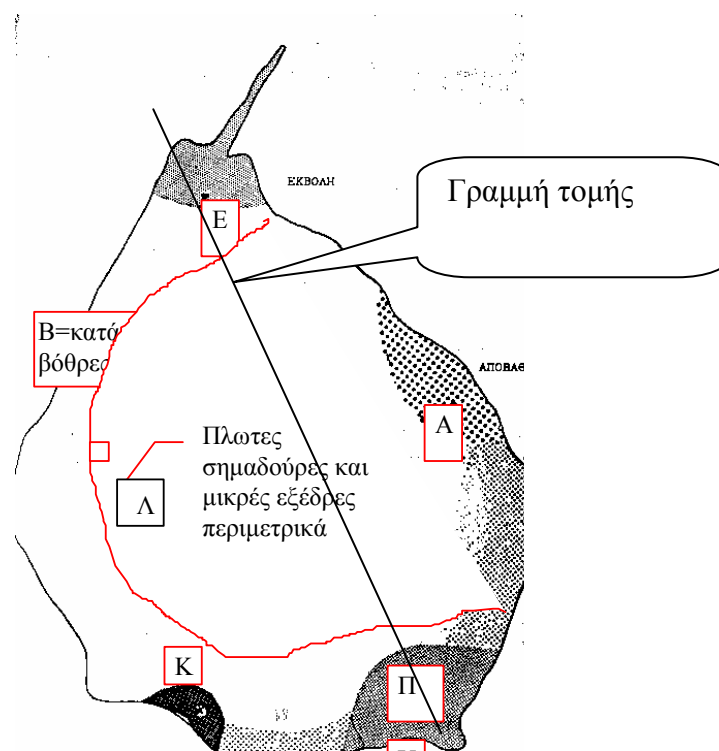 ΕΚΒΟΛΗ
Γραμμή τομής
Ε
Β=κατά
βόθρες
ΑΠΟΒΑΘ
Α
Πλωτες
σημαδούρες και
μικρές εξέδρες
περιμετρικά
Λ
Κ
Π